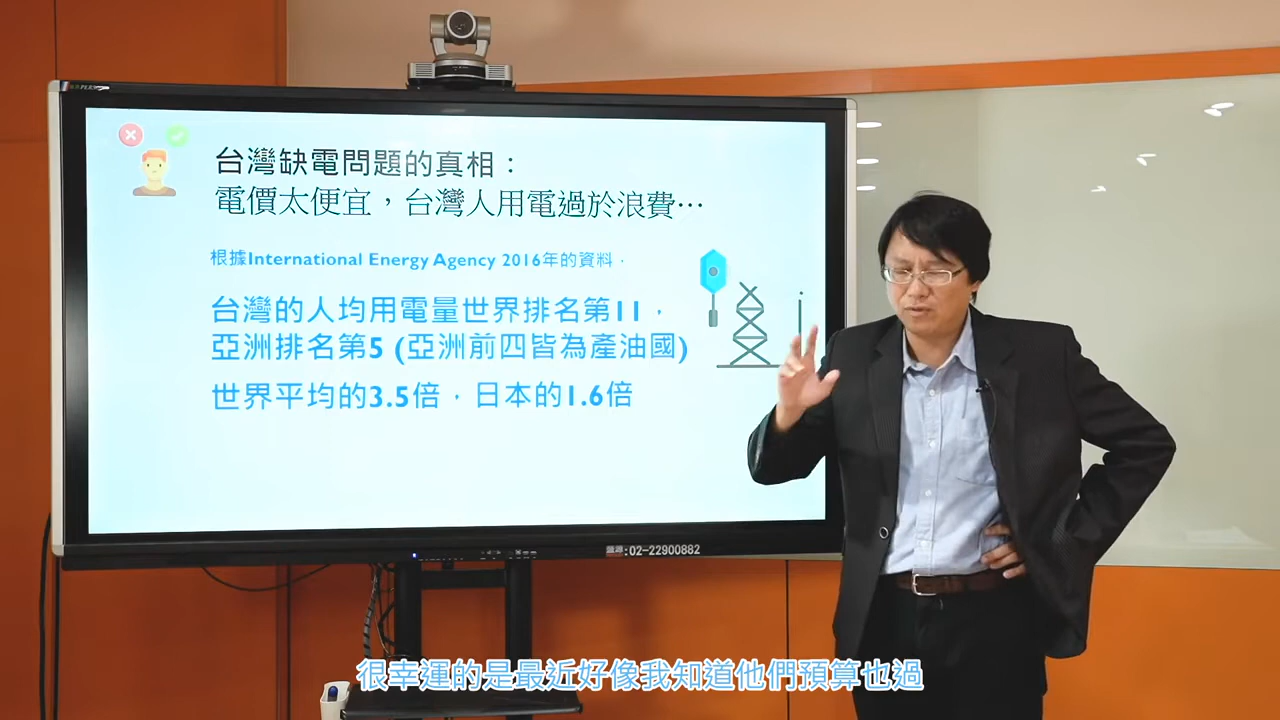 台灣缺電問題的真相：
電價太便宜，台灣人用電過於浪費…
根據International Energy Agency 2016年的資料，
台灣的人均用電量世界排名第11，
亞洲排名第5 (亞洲前四皆為產油國)
世界平均的3.5倍，日本的1.6倍
:02-22900882
很幸運的是最近好像我知道他們預算也過